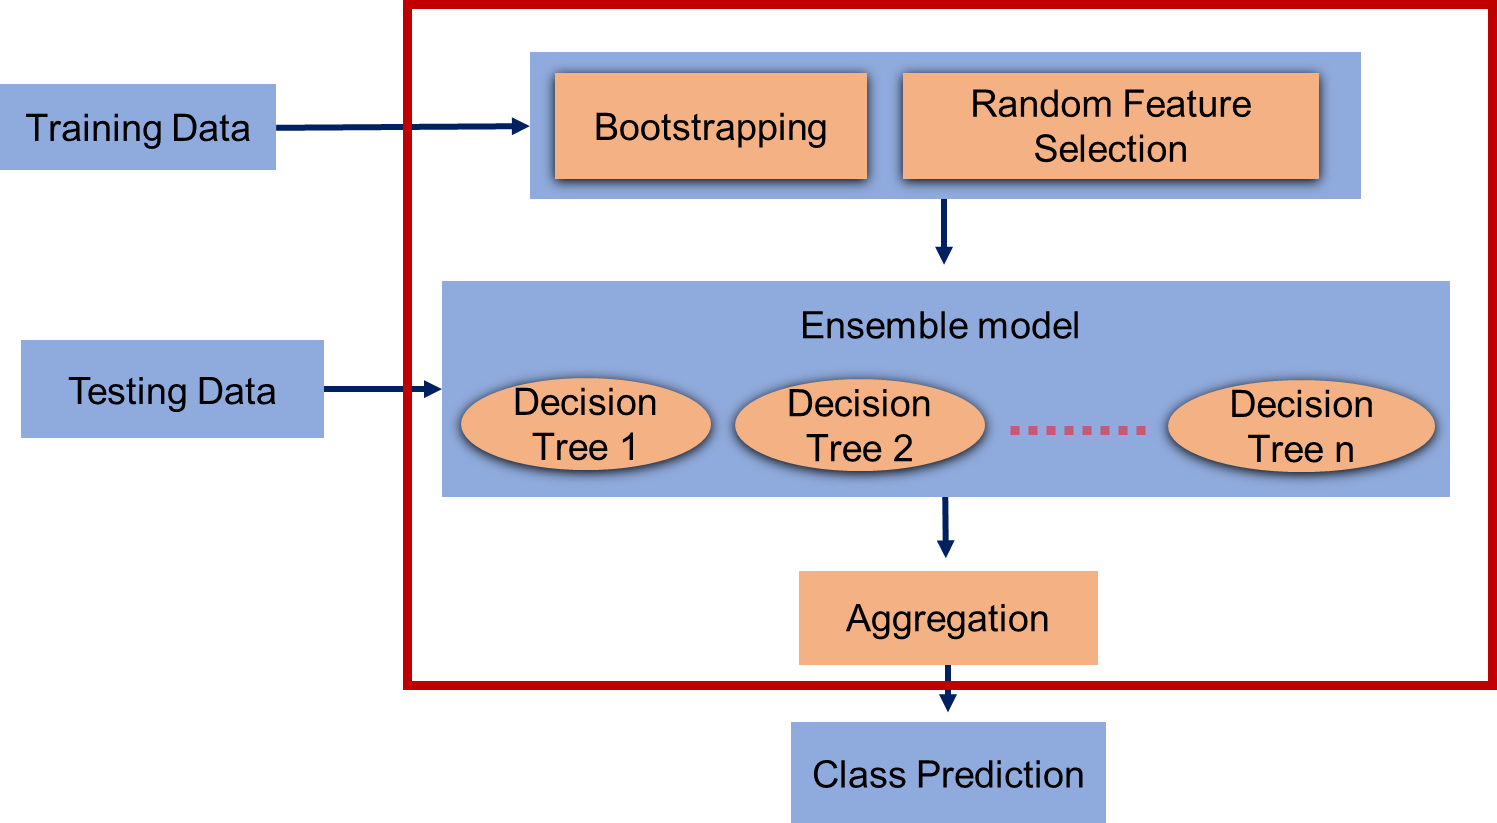 Training Data
Bootstrapping
Random Feature
Selection
Testing Data
Ensemble model
Decision
Tree 1
Decision
Tree 2
Decision
Tree n
Aggregation
Class Prediction